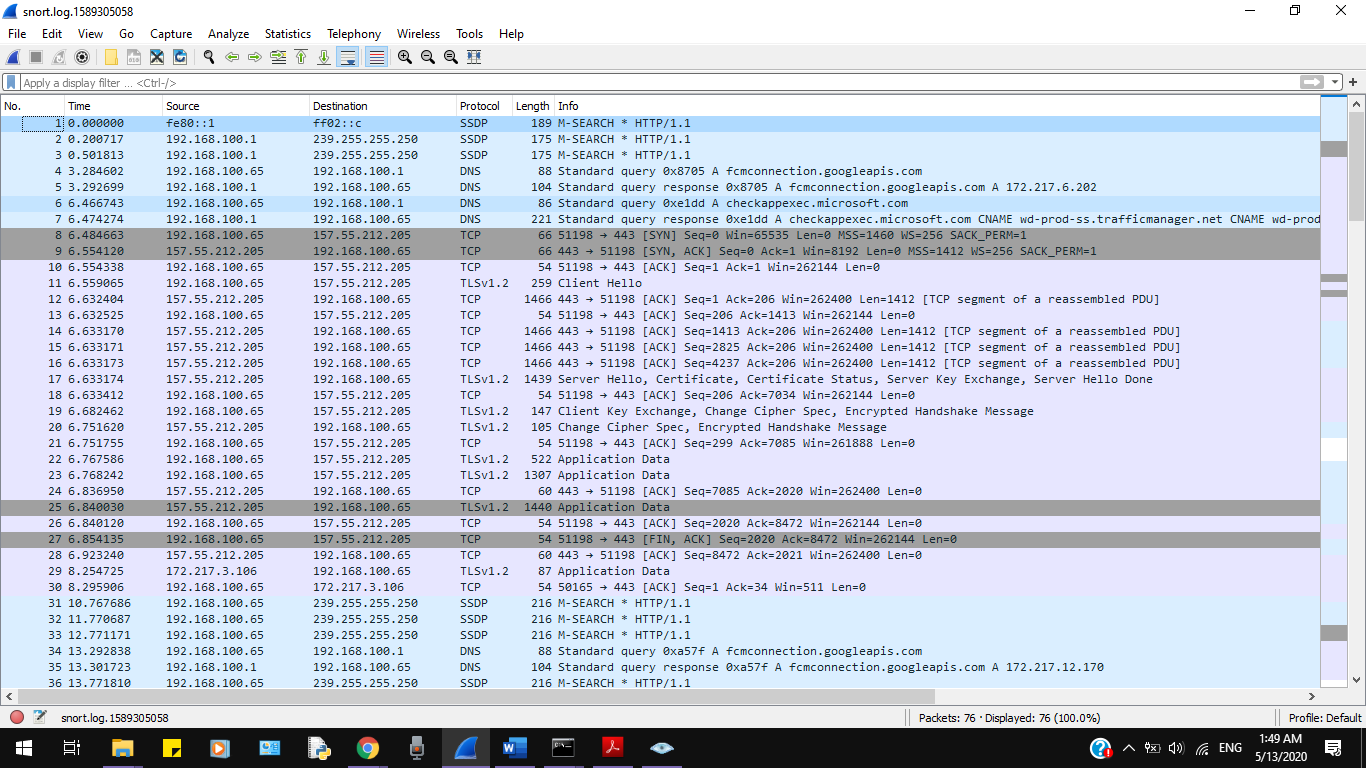 snort.log.1589305058
File Edit View Go Capture Analyze Statistics Telephony Wireless Tools Help
Apply a display filter ... <Ctrl-/>
No. Time Source Destination Protocol Length Info
1 0.000000 fe80::1 ff02::c SSDP 189 M-SEARCH * HTTP/1.1
2 0.200717 192.168.100.1 239.255.255.250 SSDP 175 M-SEARCH * HTTP/1.1
3 0.501813 192.168.100.1 239.255.255.250 SSDP 175 M-SEARCH * HTTP/1.1
4 3.284602 192.168.100.65 192.168.100.1 DNS 88 Standard query 0x8705 A fcmconnection.googleapis.com
5 3.292699 192.168.100.1 192.168.100.65 DNS 104 Standard query response 0x8705 A fcmconnection.googleapis.com A 172.217.6.202
6 6.466743 192.168.100.65 192.168.100.1 DNS 86 Standard query 0xe1dd A checkappexec.microsoft.com
7 6.474274 192.168.100.1 192.168.100.65 DNS 221 Standard query response 0xe1dd A checkappexec.microsoft.com CNAME wd-prod-ss.trafficmanager.net CNAME wd-prod
8 6.484663 192.168.100.65 157.55.212.205 TCP 66 51198 → 443 [SYN] Seq=0 Win=65535 Len=0 MSS=1460 WS=256 SACK_PERM=1
9 6.554120 157.55.212.205 192.168.100.65 TCP 66 443 → 51198 [SYN, ACK] Seq=0 Ack=1 Win=8192 Len=0 MSS=1412 WS=256 SACK_PERM=1
10 6.554338 192.168.100.65 157.55.212.205 TCP 54 51198 → 443 [ACK] Seq=1 Ack=1 Win=262144 Len=0
11 6.559065 192.168.100.65 157.55.212.205 TLSv1.2 259 Client Hello
12 6.632404 157.55.212.205 192.168.100.65 TCP 1466 443 → 51198 [ACK] Seq=1 Ack=206 Win=262400 Len=1412 [TCP segment of a reassembled PDU]
13 6.632525 192.168.100.65 157.55.212.205 TCP 54 51198 → 443 [ACK] Seq=206 Ack=1413 Win=262144 Len=0
14 6.633170 157.55.212.205 192.168.100.65 TCP 1466 443 → 51198 [ACK] Seq=1413 Ack=206 Win=262400 Len=1412 [TCP segment of a reassembled PDU]
15 6.633171 157.55.212.205 192.168.100.65 TCP 1466 443 → 51198 [ACK] Seq=2825 Ack=206 Win=262400 Len=1412 [TCP segment of a reassembled PDU]
16 6.633173 157.55.212.205 192.168.100.65 TCP 1466 443 → 51198 [ACK] Seq=4237 Ack=206 Win=262400 Len=1412 [TCP segment of a reassembled PDU]
17 6.633174 157.55.212.205 192.168.100.65 TLSv1.2 1439 Server Hello, Certificate, Certificate Status, Server Key Exchange, Server Hello Done
18 6.633412 192.168.100.65 157.55.212.205 TCP 54 51198 → 443 [ACK] Seq=206 Ack=7034 Win=262144 Len=0
19 6.682462 192.168.100.65 157.55.212.205 TLSv1.2 147 Client Key Exchange, Change Cipher Spec, Encrypted Handshake Message
20 6.751620 157.55.212.205 192.168.100.65 TLSv1.2 105 Change Cipher Spec, Encrypted Handshake Message
21 6.751755 192.168.100.65 157.55.212.205 TCP 54 51198 → 443 [ACK] Seq=299 Ack=7085 Win=261888 Len=0
22 6.767586 192.168.100.65 157.55.212.205 TLSv1.2 522 Application Data
23 6.768242 192.168.100.65 157.55.212.205 TLSv1.2 1307 Application Data
24 6.836950 157.55.212.205 192.168.100.65 TCP 60 443 → 51198 [ACK] Seq=7085 Ack=2020 Win=262400 Len=0
25 6.840030 157.55.212.205 192.168.100.65 TLSv1.2 1440 Application Data
26 6.840120 192.168.100.65 157.55.212.205 TCP 54 51198 → 443 [ACK] Seq=2020 Ack=8472 Win=262144 Len=0
27 6.854135 192.168.100.65 157.55.212.205 TCP 54 51198 → 443 [FIN, ACK] Seq=2020 Ack=8472 Win=262144 Len=0
28 6.923240 157.55.212.205 192.168.100.65 TCP 60 443 → 51198 [ACK] Seq=8472 Ack=2021 Win=262400 Len=0
29 8.254725 172.217.3.106 192.168.100.65 TLSv1.2 87 Application Data
30 8.295906 192.168.100.65 172.217.3.106 TCP 54 50165 → 443 [ACK] Seq=1 Ack=34 Win=511 Len=0
31 10.767686 192.168.100.65 239.255.255.250 SSDP 216 M-SEARCH * HTTP/1.1
32 11.770687 192.168.100.65 239.255.255.250 SSDP 216 M-SEARCH * HTTP/1.1
33 12.771171 192.168.100.65 239.255.255.250 SSDP 216 M-SEARCH * HTTP/1.1
34 13.292838 192.168.100.65 192.168.100.1 DNS 88 Standard query 0xa57f A fcmconnection.googleapis.com
35 13.301723 192.168.100.1 192.168.100.65 DNS 104 Standard query response 0xa57f A fcmconnection.googleapis.com A 172.217.12.170
36 13.771810 192.168.100.65 239.255.255.250 SSDP 216 M-SEARCH * HTTP/1.1
snort.log.1589305058 Packets: 76 · Displayed: 76 (100.0%) Profile: Default
ENG
1:49 AM
5/13/2020